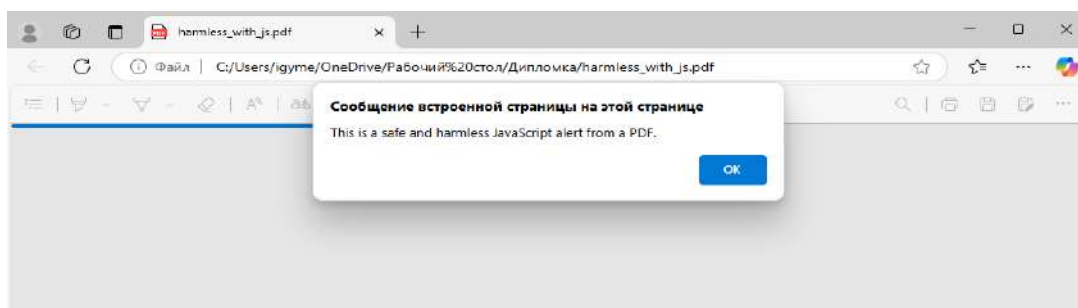 harmless_with_js.pdf
Файл | C:/Users/igyme/OneDrive/Рабочий%20стол/Дипломка/harmless_with_js.pdf
Сообщение встроенной страницы на этой странице
This is a safe and harmless JavaScript alert from a PDF.
OK